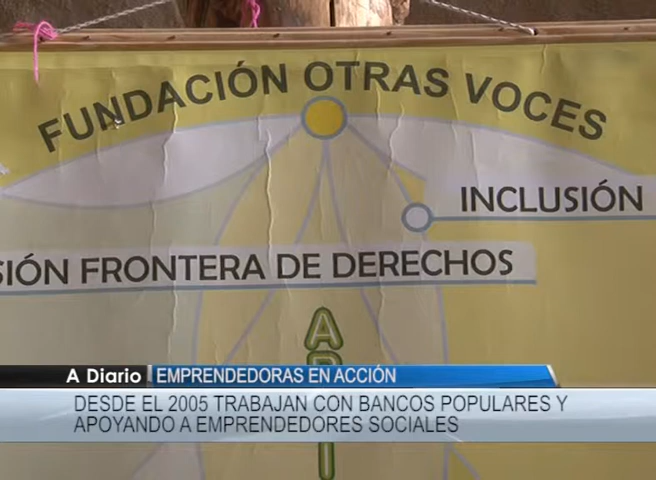 FUNDACIÓN OTRAS VOCES
INCLUSIÓN
FRONTERA DE DERECHOS
A
A Diario
EMPRENDEDORAS EN ACCIÓN
DESDE EL 2005 TRABAJAN CON BANCOS POPULARES Y
APOYANDO A EMPRENDEDORES SOCIALES